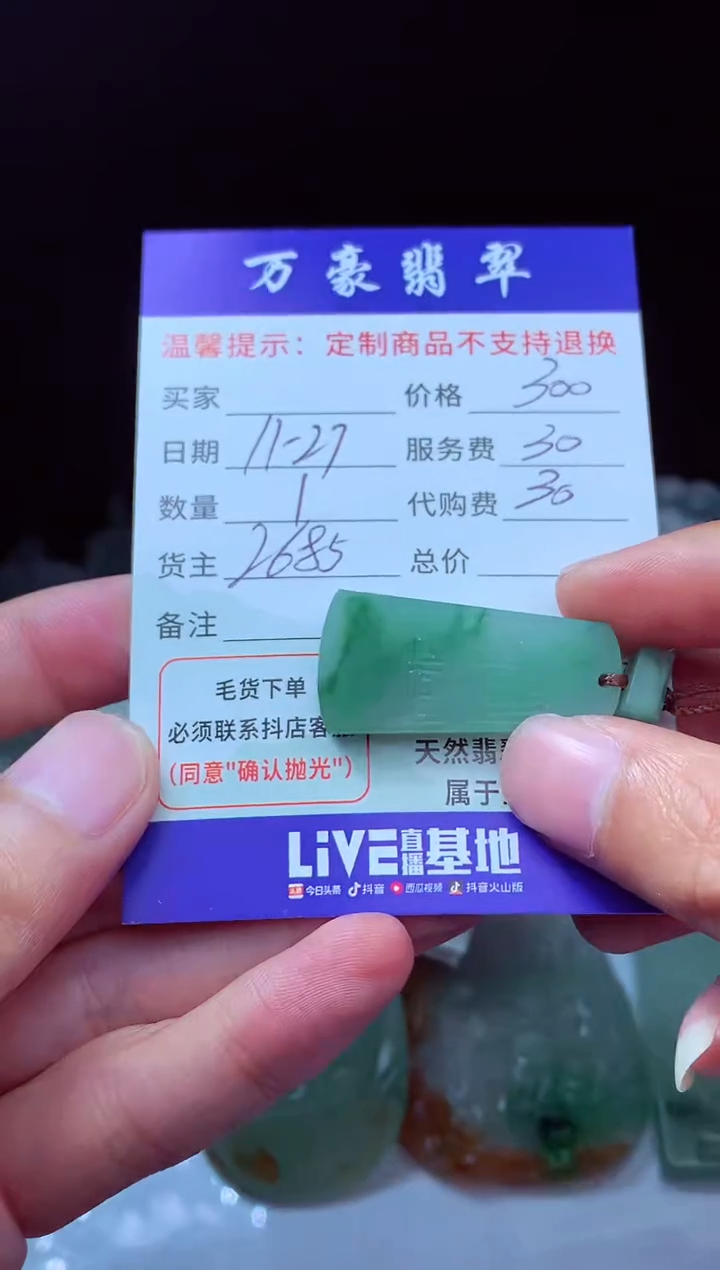 万豪翡翠
温馨提示：定制商品不支持退换
买家 价格 300
日期 11-27 服务费 30
数量 1 代购费 30
货主 2685 总价
备注
毛货下单
必须联系抖店客服
(同意"确认抛光")
天然翡
属于
LiVE直播基地
今日头条 抖音 西瓜视频 抖音火山版